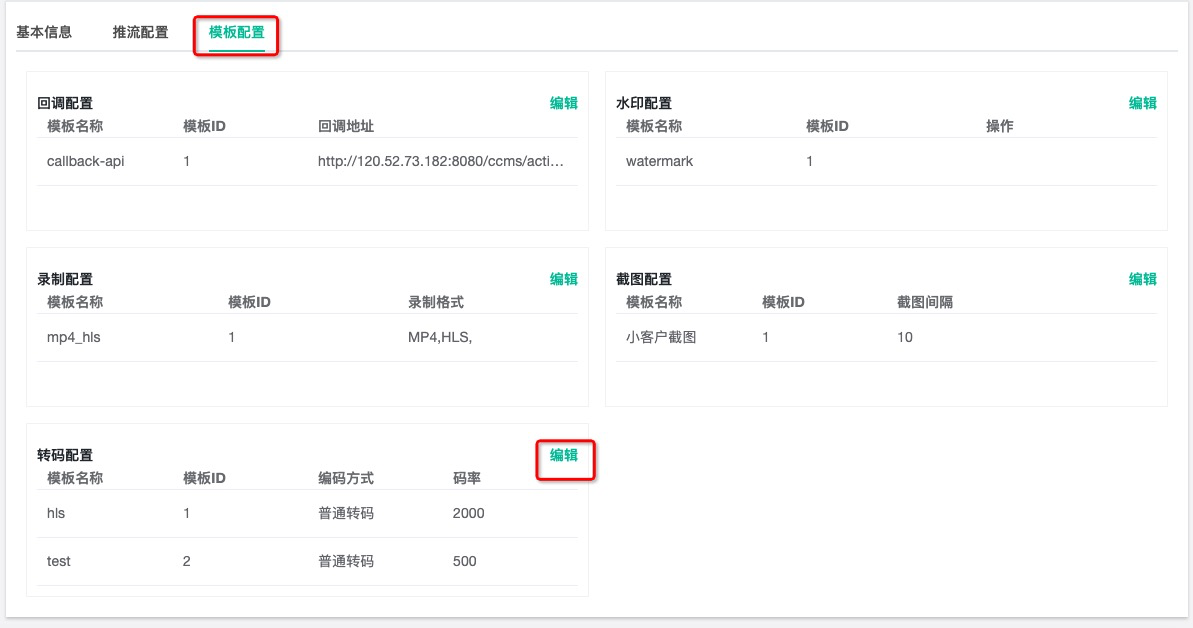 基本信息 推流配置 模板配置
回调配置 编辑
模板名称 模板ID 回调地址
callback-api 1 http://120.52.73.182:8080/ccms/acti...
水印配置 编辑
模板名称 模板ID 操作
watermark 1
录制配置 编辑
模板名称 模板ID 录制格式
mp4_hls 1 MP4,HLS,
截图配置 编辑
模板名称 模板ID 截图间隔
小客户截图 1 10
转码配置 编辑
模板名称 模板ID 编码方式 码率
hls 1 普通转码 2000
test 2 普通转码 500